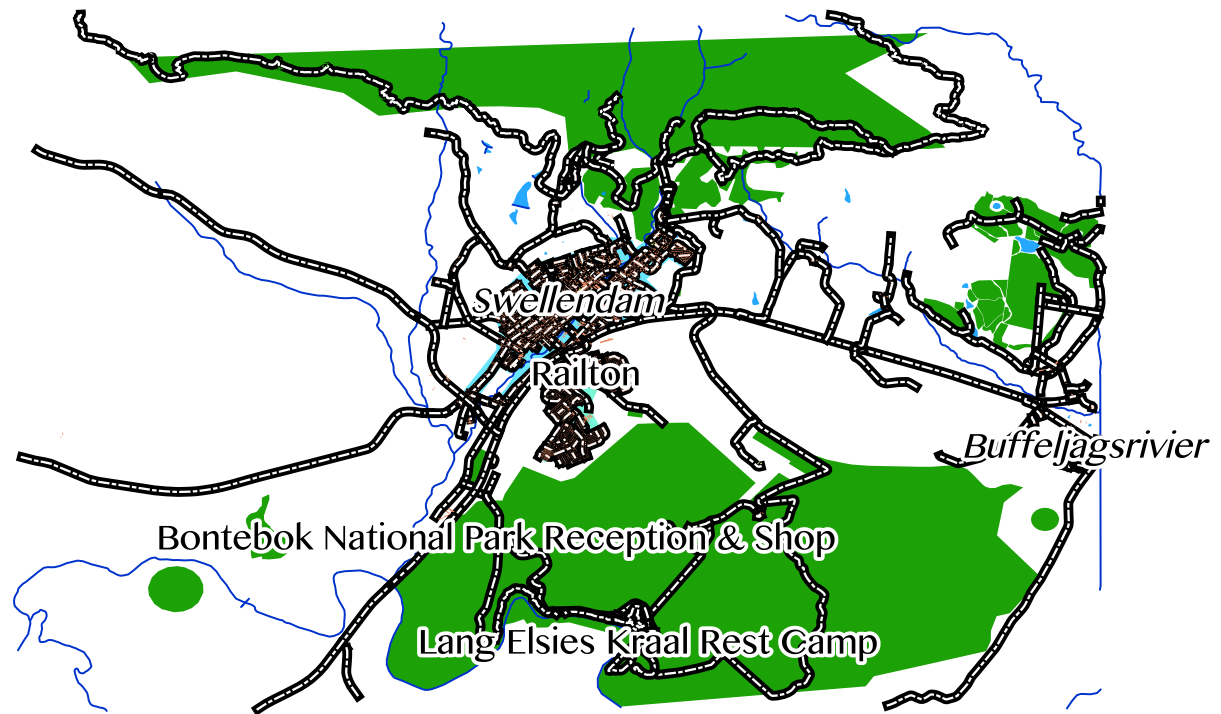 Swellendam
Railton
Buffeljagsrivier
Bontebok National Park Reception & Shop
Lang Elsies Kraal Rest Camp